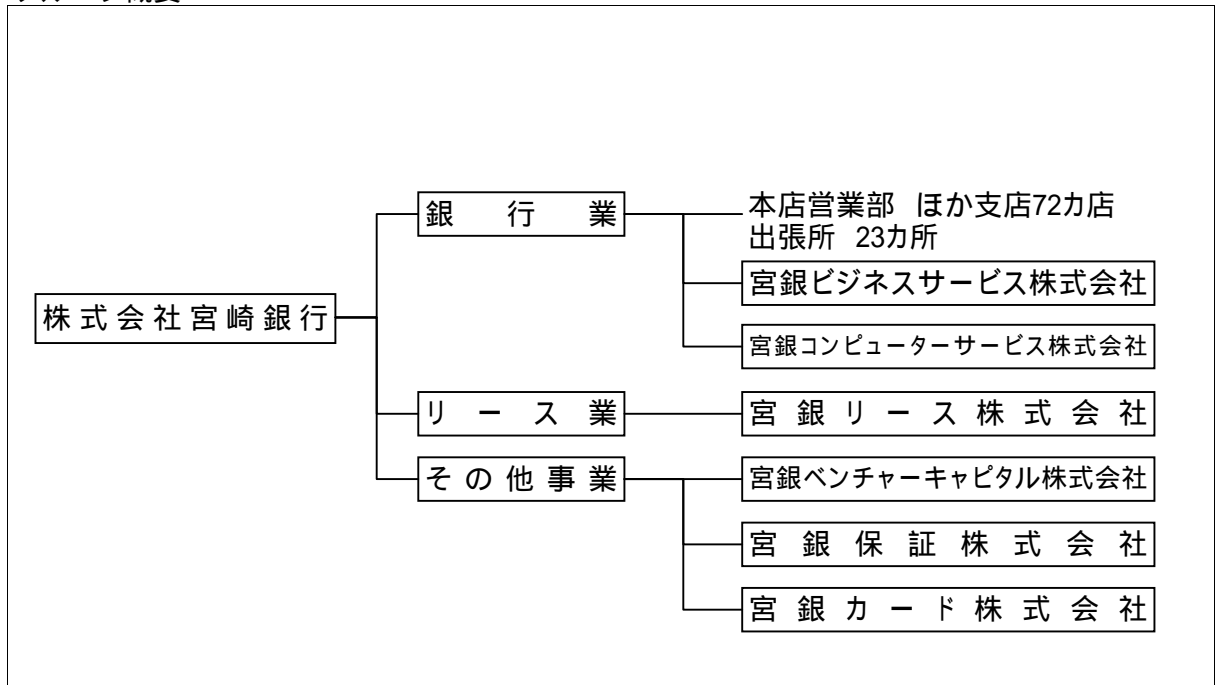 株式会社宮崎銀行
銀行業
本店営業部 ほか支店72カ店
出張所 23カ所
宮銀ビジネスサービス株式会社
宮銀コンピューターサービス株式会社
リース業
宮銀リース株式会社
その他事業
宮銀ベンチャーキャピタル株式会社
宮銀保証株式会社
宮銀カード株式会社